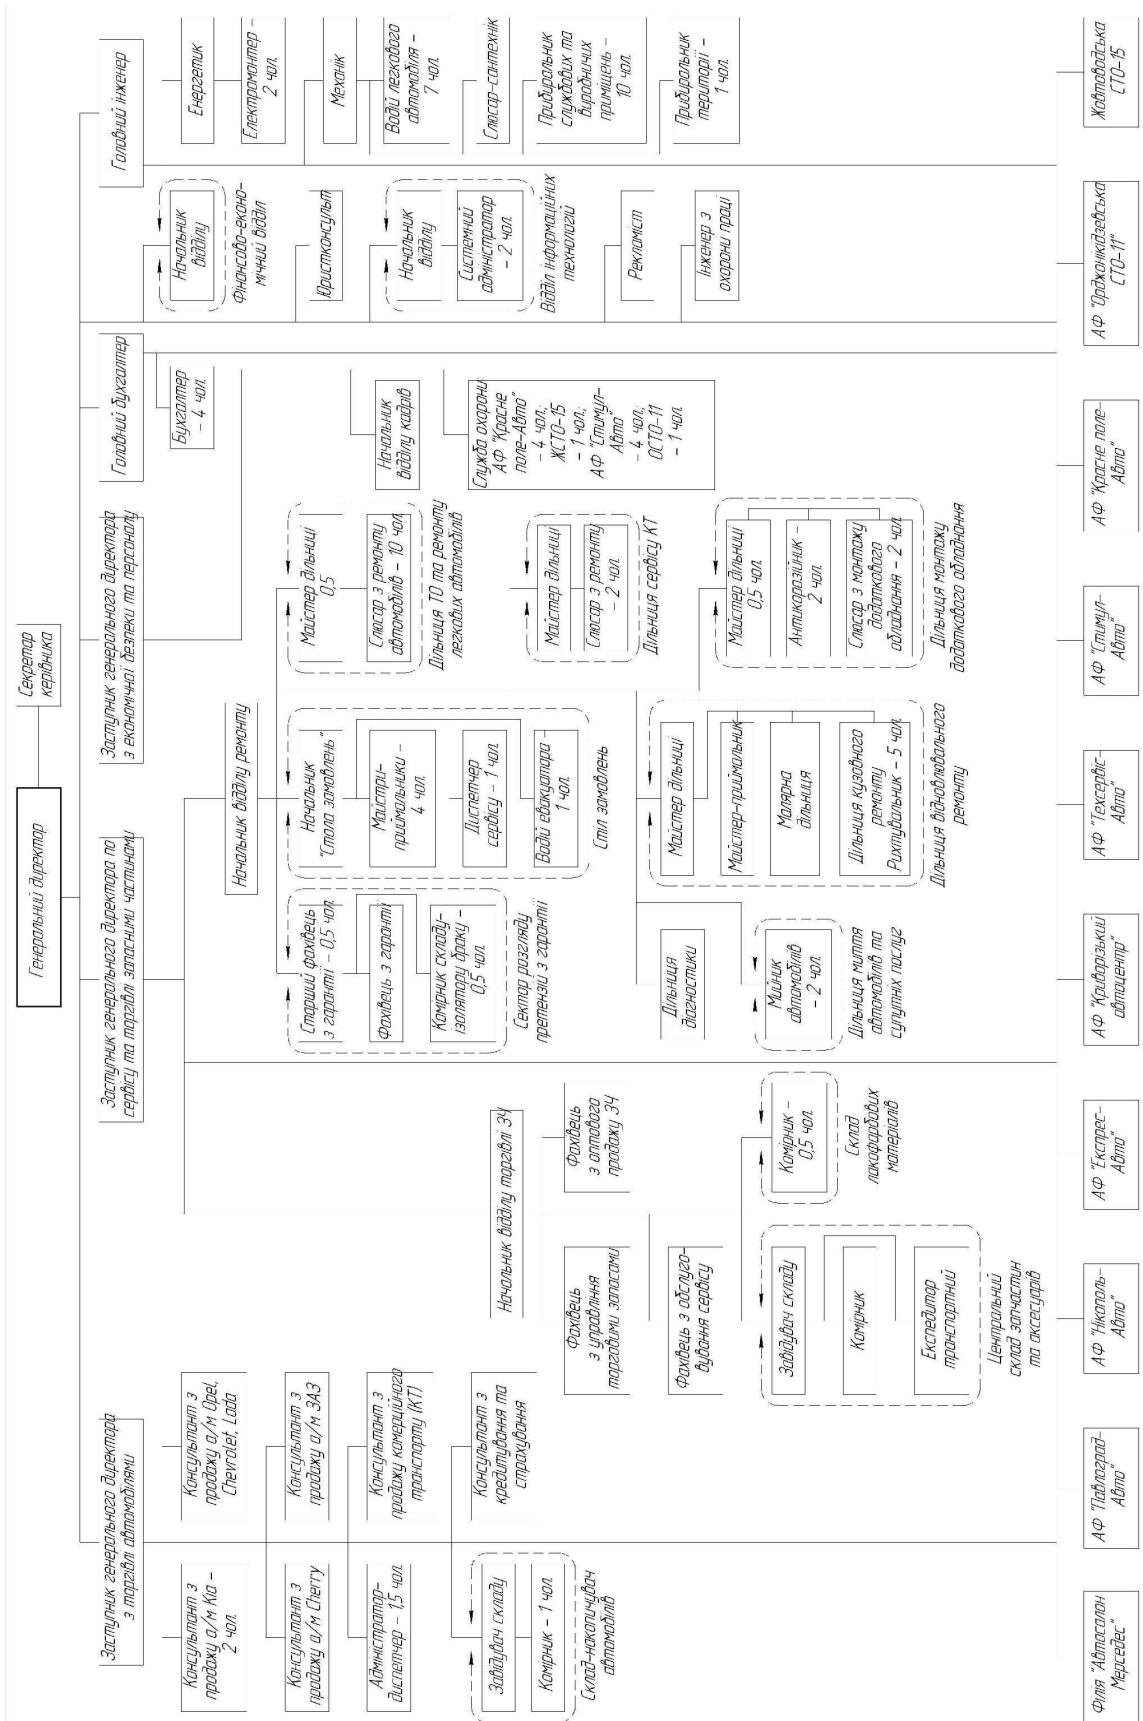 Генеральний директор
Секретар
керівника
Заступник генерального директора
з торгівлі автомобілями
Заступник генерального директора по
сервісу та торгівлі запасними частинами
Заступник генерального директора
з економічної безпеки та персоналу
Головний бухгалтер
Головний інженер
Консультант з
продажу а/м Kia –
2 чол.
Консультант з
продажу а/м Opel,
Chevrolet, Lada
Консультант з
продажу а/м Cherry
Консультант з
продажу а/м ЗАЗ
Адміністратор-
диспетчер – 1,5 чол.
Консультант з
продажу комерційного
транспорту (КТ)
Завідувач складу
Комірник – 1 чол.
Склад-накопичувач
автомобілів
Консультант з
кредитування та
страхування
Начальник відділу торгівлі ЗЧ
Фахівець
з управління
торговими запасами
Фахівець
з оптового
продажу ЗЧ
Фахівець з обслуго-
вування сервісу
Завідувач складу
Комірник
Експедитор
транспортний
Центральний
склад запчастин
та аксесуарів
Комірник –
0,5 чол.
Склад
лакофарбових
матеріалів
Начальник відділу ремонту
Старший фахівець
з гарантії – 0,5 чол.
Фахівець з гарантії
Комірник складу-
ізолятору браку –
0,5 чол.
Сектор розгляду
претензій з гарантії
Начальник
"Стола замовлень"
Майстри-
приймальники –
4 чол.
Диспетчер
сервісу – 1 чол.
Водій евакуатора –
1 чол.
Стіл замовлень
Майстер дільниці
0,5
Слюсар з ремонту
автомобілів – 10 чол.
Дільниця ТО та ремонту
легкових автомобілів
Майстер дільниці
Слюсар з ремонту
– 2 чол.
Дільниця сервісу КТ
Дільниця
діагностики
Мийник
автомобілів
– 2 чол.
Дільниця миття
автомобілів та
супутніх послуг
Майстер дільниці
Майстер-приймальник
Малярна
дільниця
Дільниця кузовного
ремонту
Рихтувальник – 5 чол.
Дільниця відновлювального
ремонту
Майстер дільниці
0,5 чол.
Антикорозійник –
2 чол.
Слюсар з монтажу
додаткового
обладнання – 2 чол.
Дільниця монтажу
додаткового обладнання
Бухгалтер
– 4 чол.
Начальник
відділу кадрів
Служба охорони:
АФ "Красне
поле-Авто"
– 4 чол.;
ЖСТО-15
– 1 чол.;
АФ "Стимул-
Авто"
– 4 чол.;
ОСТО-11
– 1 чол.
Начальник
відділу
Фінансово-еконо-
мічний відділ
Юристконсульт
Начальник
відділу
Системний
адміністратор
– 2 чол.
Відділ інформаційних
технологій
Рекламіст
Інженер з
охорони праці
Енергетик
Електромонтер –
2 чол.
Механік
Водій легкового
автомобіля –
7 чол.
Слюсар-сантехнік
Прибиральник
службових та
виробничих
приміщень –
10 чол.
Прибиральник
території –
1 чол.
Філія "Автосалон
Мерседес"
АФ "Павлоград-
Авто"
АФ "Нікополь-
Авто"
АФ "Експрес-
Авто"
АФ "Криворізький
автоцентр"
АФ "Техсервіс-
Авто"
АФ "Стимул-
Авто"
АФ "Красне поле-
Авто"
АФ "Орджонікідзевська
СТО-11"
Жовтоводська
СТО-15